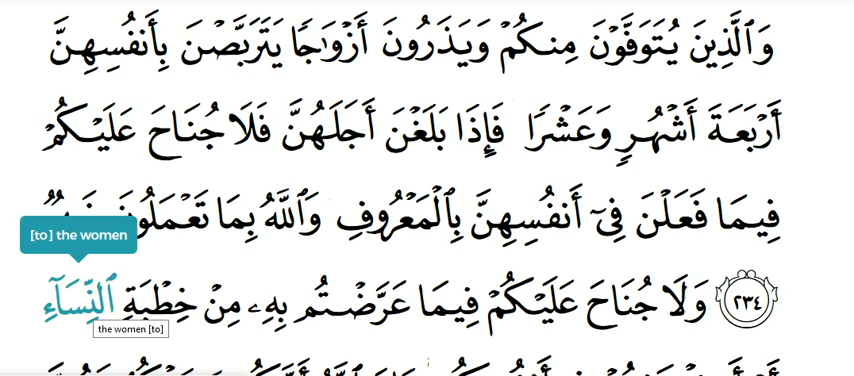 وَٱلَّذِينَ يُتَوَفَّوْنَ مِنكُمْ وَيَذَرُونَ أَزْوَٰجًا يَتَرَبَّصْنَ بِأَنفُسِهِنَّ
أَرْبَعَةَ أَشْهُرٍ وَعَشْرًا فَإِذَا بَلَغْنَ أَجَلَهُنَّ فَلَا جُنَاحَ عَلَيْكُمْ
فِيمَا فَعَلْنَ فِىٓ أَنفُسِهِنَّ بِٱلْمَعْرُوفِ وَٱللَّهُ بِمَا تَعْمَلُونَ
[to] the women
٢٣٤ وَلَا جُنَاحَ عَلَيْكُمْ فِيمَا عَرَّضْتُم بِهِۦ مِنْ خِطْبَةِ ٱلنِّسَآءِ
the women [to]